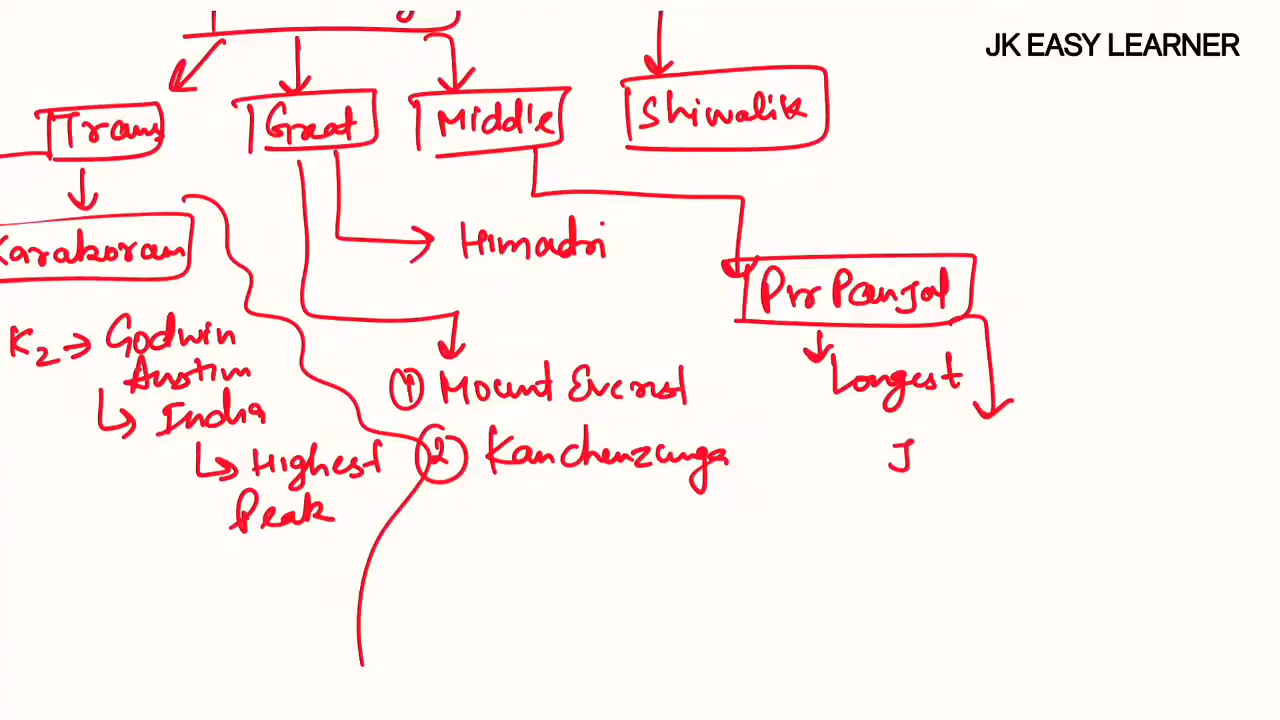 JK EASY LEARNER
Trans
Great
Middle
Shiwalik
Karakoram
Himadri
Pir Panjal
K2 → Godwin
Austin
India
Highest
Peak
① Mount Everest
② Kanchenzunga
Longest
J